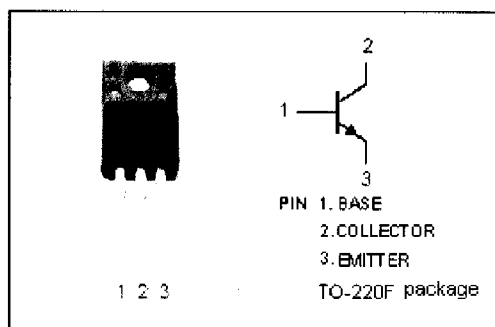 2
1
3
PIN 1. BASE
2.COLLECTOR
3.EMITTER
1 2 3
TO-220F package